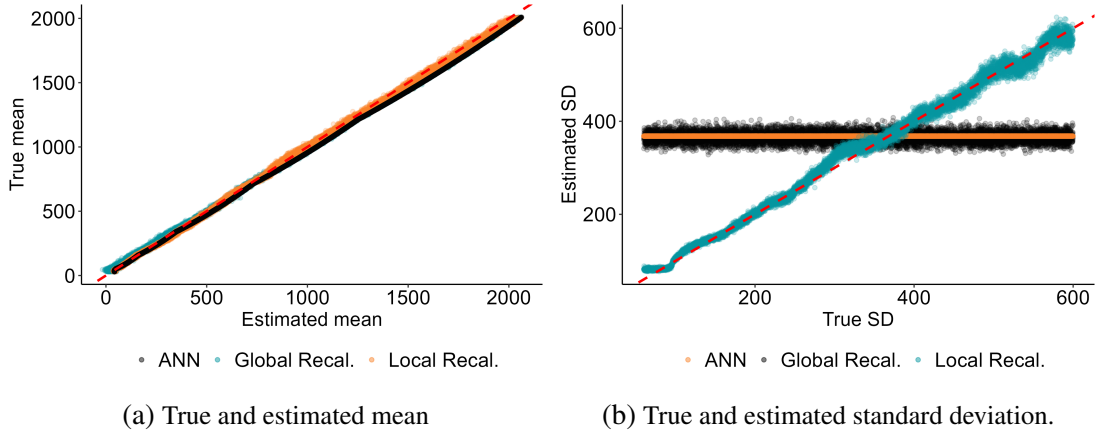 2000
1500
1000
500
0
True mean
0 500 1000 1500 2000
Estimated mean
ANN Global Recal. Local Recal.
(a) True and estimated mean
600
400
200
Estimated SD
200 400 600
True SD
ANN Global Recal. Local Recal.
(b) True and estimated standard deviation.